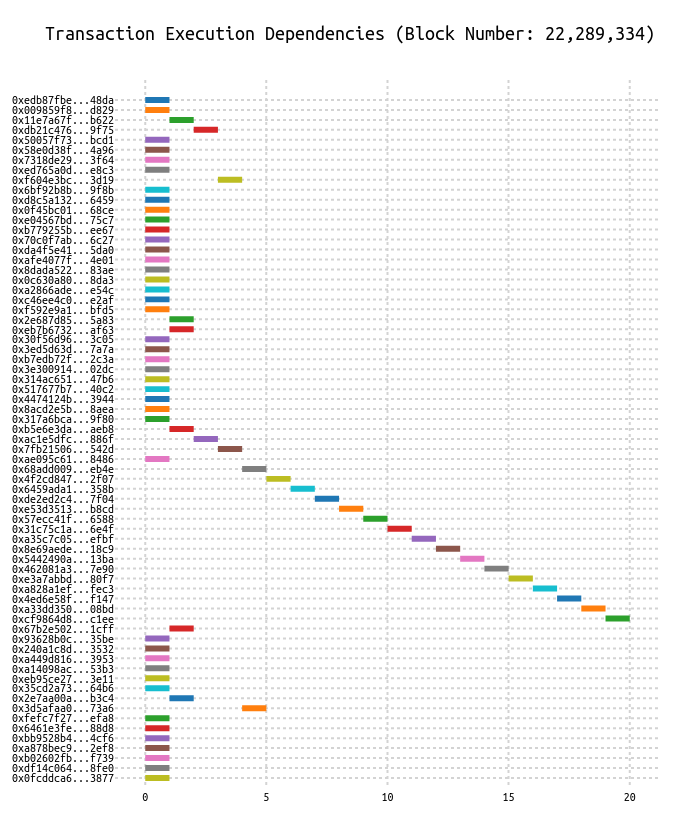 Transaction Execution Dependencies (Block Number: 22,289,334)
0xedb87fbe...48da
0x009859f8...d829
0x11e7a67f...b622
0xdb21c476...9f75
0x50057f73...bcd1
0x58e0d38f...4a96
0x7318de29...3f64
0xed765a0d...e8c3
0xf604e3bc...3d19
0x6bf92b8b...9f8b
0xd8c5a132...6459
0x0f45bc01...68ce
0xe04567bd...75c7
0xb779255b...ee67
0x70c0f7ab...6c27
0xda4f5e41...5da0
0xafe4077f...4e01
0x8dada522...83ae
0x0c630a80...8da3
0xa2866ade...e54c
0xc46ee4c0...e2af
0xf592e9a1...bfd5
0x2e687d85...5a83
0xeb7b6732...af63
0x30f56d96...3c05
0x3ed5d63d...7a7a
0xb7edb72f...2c3a
0x3e300914...02dc
0x314ac651...47b6
0x517677b7...40c2
0x4474124b...3944
0x8acd2e5b...8aea
0x317a6bca...9f80
0xb5e6e3da...aeb8
0xac1e5dfc...886f
0x7fb21506...542d
0xae095c61...8486
0x68add009...eb4e
0x4f2cd847...2f07
0x6459ada1...358b
0xde2ed2c4...7f04
0xe53d3513...b8cd
0x57ecc41f...6588
0x31c75c1a...6e4f
0xa35c7c05...efbf
0x8e69aede...18c9
0x5442490a...13ba
0x462081a3...7e90
0xe3a7abbd...80f7
0xa828a1ef...fec3
0x4ed6e58f...f147
0xa33dd350...08bd
0xcf9864d8...c1ee
0x67b2e502...1cff
0x93628b0c...35be
0x240a1c8d...3532
0xa449d816...3953
0xa14098ac...53b3
0xeb95ce27...3e11
0x35cd2a73...64b6
0x2e7aa00a...b3c4
0x3d5afaa0...73a6
0xfefc7f27...efa8
0x6461e3fe...88d8
0xbb9528b4...4cf6
0xa878bec9...2ef8
0xb02602fb...f739
0xdf14c064...8fe0
0x0fcddca6...3877
0 5 10 15 20